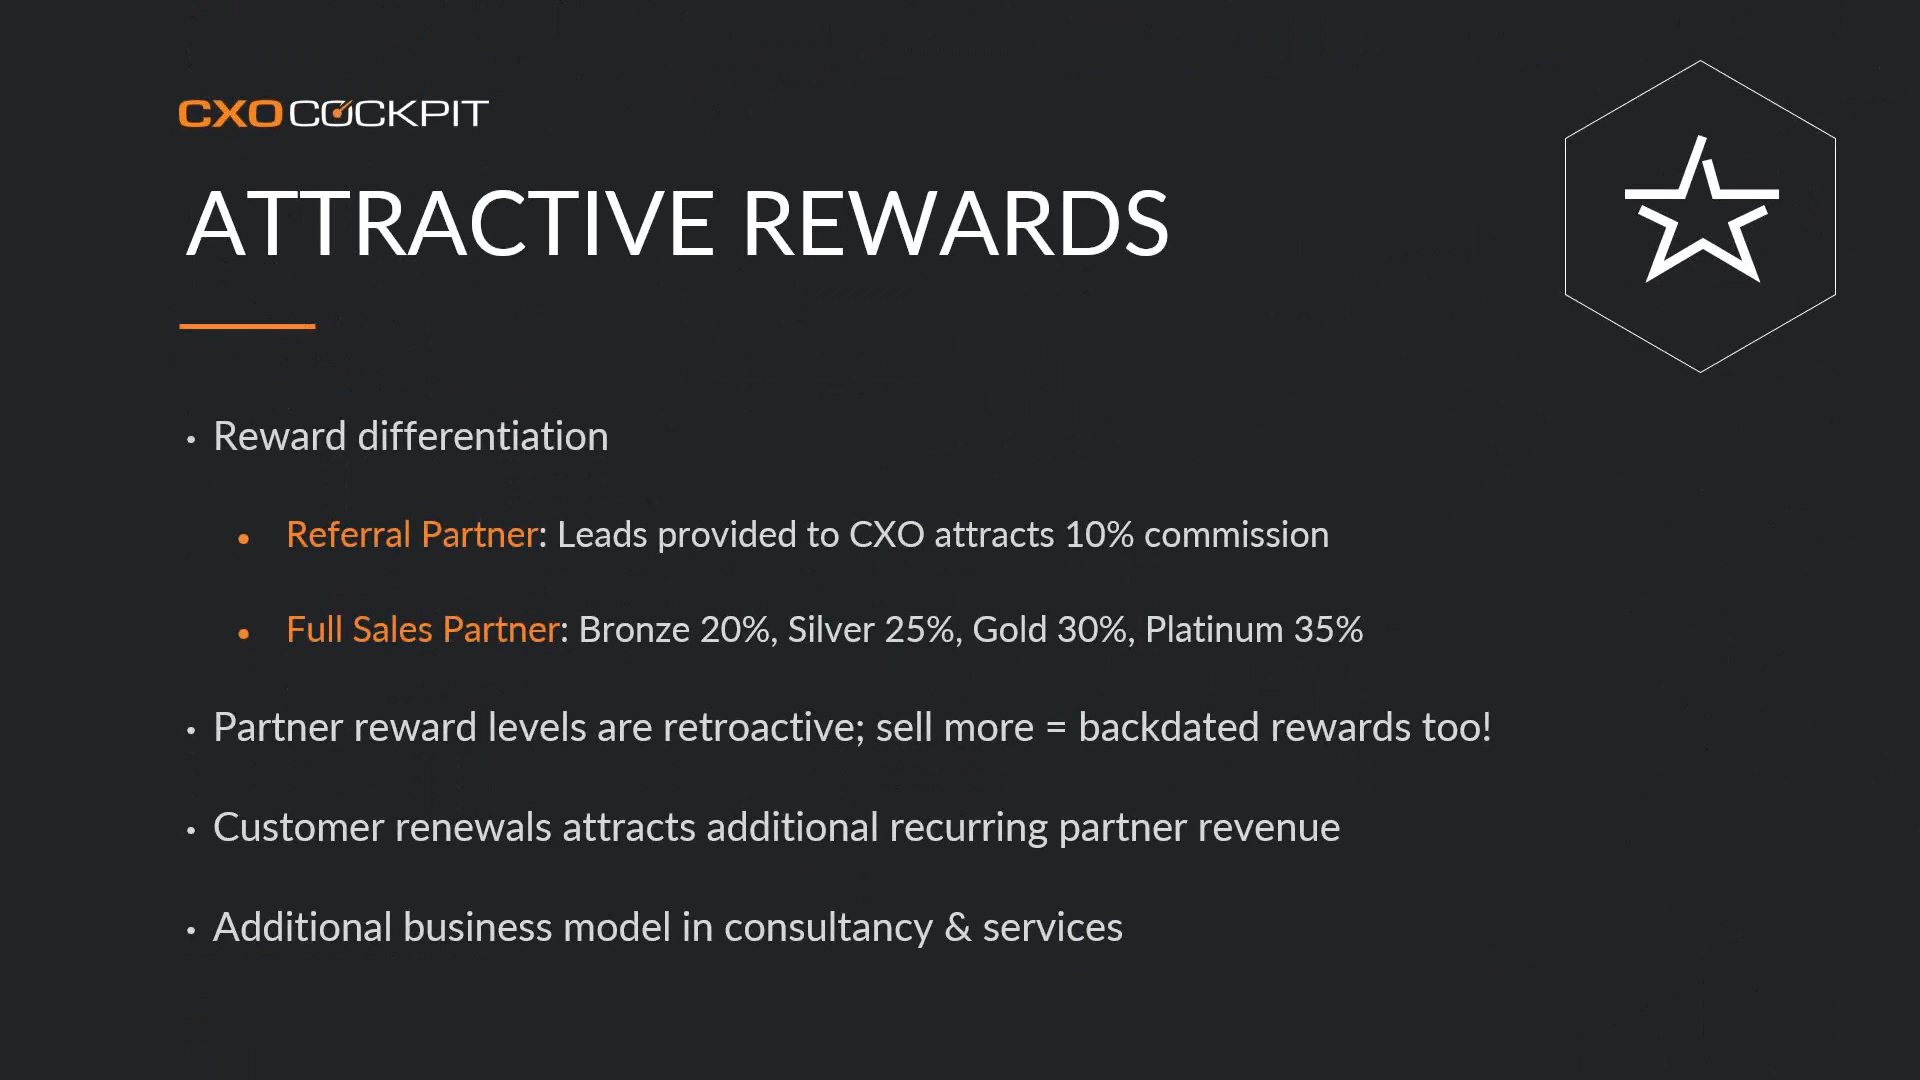 CXOCOCKPIT
ATTRACTIVE REWARDS
• Reward differentiation
• Referral Partner: Leads provided to CXO attracts 10% commission
• Full Sales Partner: Bronze 20%, Silver 25%, Gold 30%, Platinum 35%
• Partner reward levels are retroactive; sell more = backdated rewards too!
• Customer renewals attracts additional recurring partner revenue
• Additional business model in consultancy & services